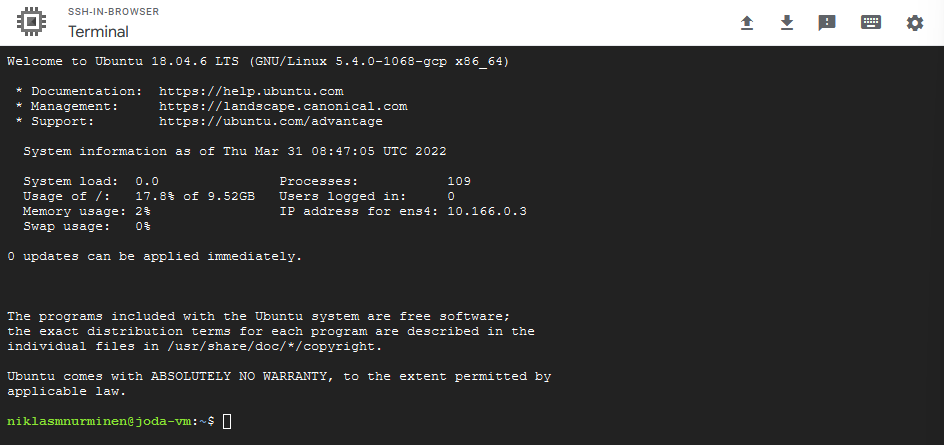 SSH-IN-BROWSER
Terminal
Welcome to Ubuntu 18.04.6 LTS (GNU/Linux 5.4.0-1068-gcp x86_64)
* Documentation:  https://help.ubuntu.com
* Management:     https://landscape.canonical.com
* Support:        https://ubuntu.com/advantage
System information as of Thu Mar 31 08:47:05 UTC 2022
System load:  0.0               Processes:           109
Usage of /:   17.8% of 9.52GB   Users logged in:     0
Memory usage: 2%                IP address for ens4: 10.166.0.3
Swap usage:   0%
0 updates can be applied immediately.
The programs included with the Ubuntu system are free software;
the exact distribution terms for each program are described in the
individual files in /usr/share/doc/*/copyright.
Ubuntu comes with ABSOLUTELY NO WARRANTY, to the extent permitted by
applicable law.
niklasmnurminen@joda-vm:~$